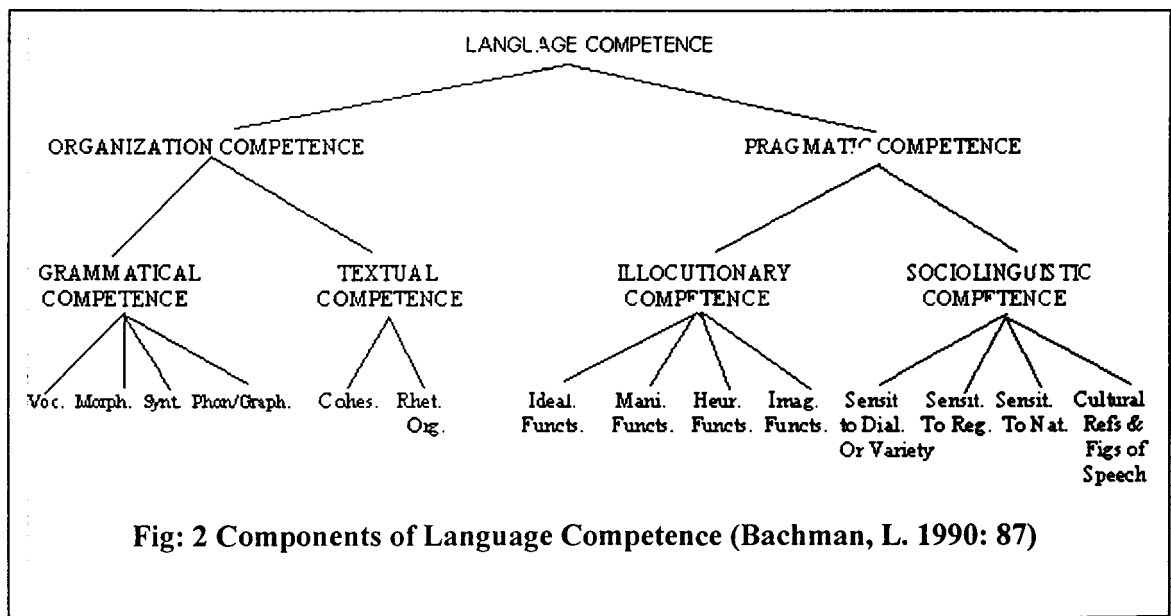 LANGUAGE COMPETENCE
ORGANIZATION COMPETENCE PRAGMATIC COMPETENCE
GRAMMATICAL COMPETENCE
TEXTUAL COMPETENCE
ILLOCUTIONARY COMPETENCE
SOCIOLINGUISTIC COMPETENCE
Voc. Morph. Synt. Phon/Graph.
Cohes.
Rhet.
Org.
Ideal.
Functs.
Mani.
Functs.
Heur.
Functs.
Imag.
Functs.
Sensit
to Dial.
Or Variety
Sensit.
To Reg.
Sensit.
To Nat.
Cultural
Refs &
Figs of
Speech
Fig: 2 Components of Language Competence (Bachman, L. 1990: 87)